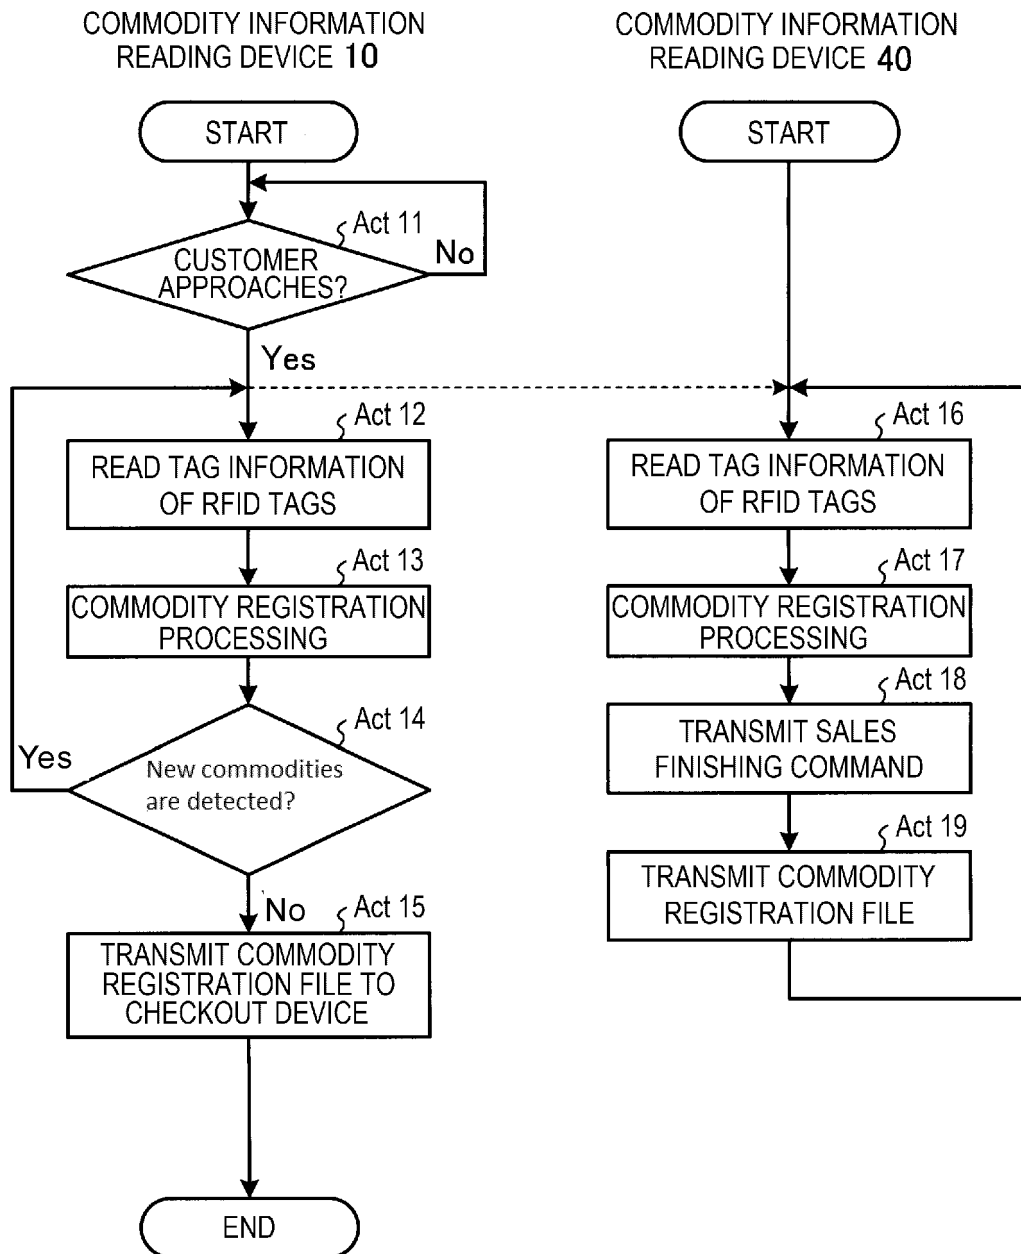 COMMODITY INFORMATION
READING DEVICE 10
START
Act 11
CUSTOMER
APPROACHES?
No
Yes
Act 12
READ TAG INFORMATION
OF RFID TAGS
Act 13
COMMODITY REGISTRATION
PROCESSING
Act 14
Yes
New commodities
are detected?
No
Act 15
TRANSMIT COMMODITY
REGISTRATION FILE TO
CHECKOUT DEVICE
END
COMMODITY INFORMATION
READING DEVICE 40
START
Act 16
READ TAG INFORMATION
OF RFID TAGS
Act 17
COMMODITY REGISTRATION
PROCESSING
Act 18
TRANSMIT SALES
FINISHING COMMAND
Act 19
TRANSMIT COMMODITY
REGISTRATION FILE